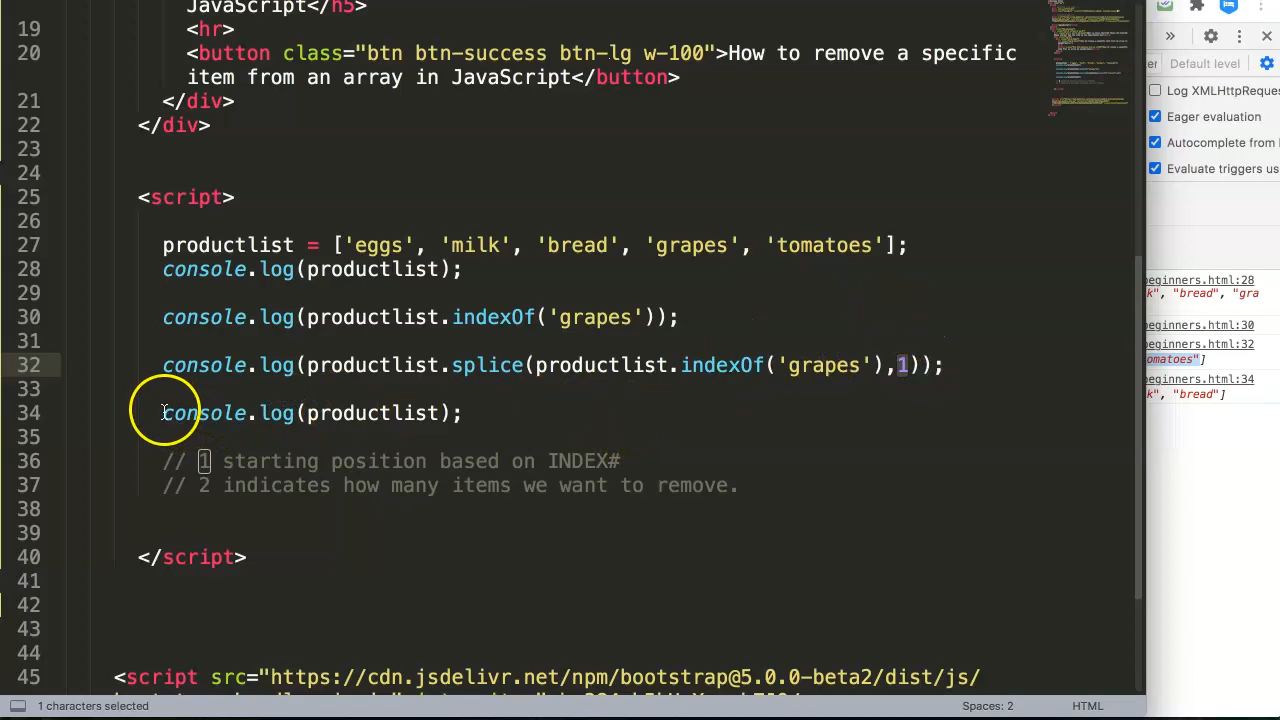 JavaScript</h5>
19 <hr>
20 <button class="btn btn-success btn-lg w-100">How to remove a specific
item from an array in JavaScript</button>
21 </div>
22 </div>
23
24
25 <script>
26
27 productlist = ['eggs', 'milk', 'bread', 'grapes', 'tomatoes'];
28 console.log(productlist);
29
30 console.log(productlist.indexOf('grapes'));
31
32 console.log(productlist.splice(productlist.indexOf('grapes'),1));
33
34 console.log(productlist);
35
36 // 1 starting position based on INDEX#
37 // 2 indicates how many items we want to remove.
38
39
40 </script>
41
42
43
44
45 <script src="https://cdn.jsdelivr.net/npm/bootstrap@5.0.0-beta2/dist/js/
1 characters selected
Spaces: 2
HTML
ter
Default level
Log XMLHttpReque
Eager evaluation
Autocomplete from
Evaluate triggers us
beginners.html:28
k", "bread", "gra
beginners.html:30
beginners.html:32
omatoes"]
beginners.html:34
k", "bread"]